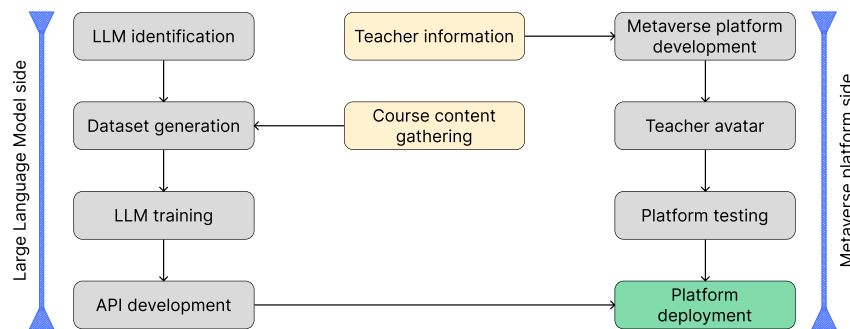 Large Language Model side
LLM identification
Teacher information
Metaverse platform
development
Dataset generation
Course content
gathering
Teacher avatar
LLM training
Platform testing
API development
Platform
deployment
Metaverse platform side